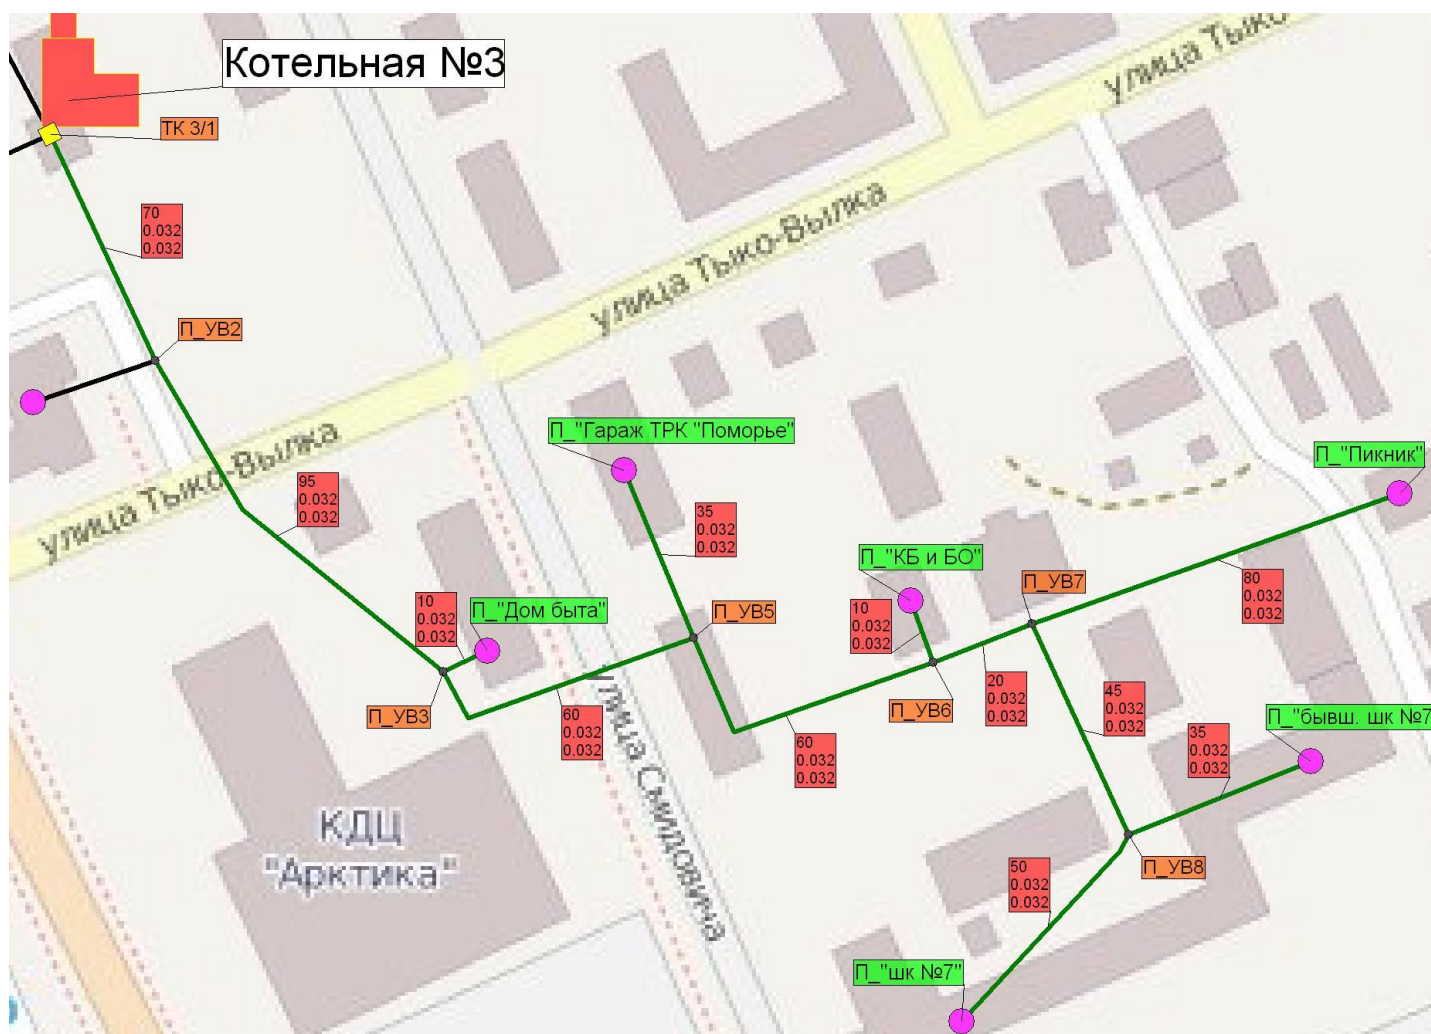 улица Тыко
Котельная №3
ТК 3/1
70
0.032
0.032
улица Тыко-Вылка
П_УВ2
П_"Гараж ТРК "Поморье"
улица Тыко-Вылка
П_"Пикник"
95
0.032
0.032
35
0.032
0.032
П_"КБ и БО"
П_УВ7
80
0.032
0.032
10
0.032
0.032
П_"Дом быта"
П_УВ5
10
0.032
0.032
П_УВ3
60
0.032
0.032
улица Смидовича
П_УВ6
20
0.032
0.032
45
0.032
0.032
П_"бывш. шк №7
35
0.032
0.032
60
0.032
0.032
КДЦ
"Арктика"
50
0.032
0.032
П_УВ8
П_"шк №7"